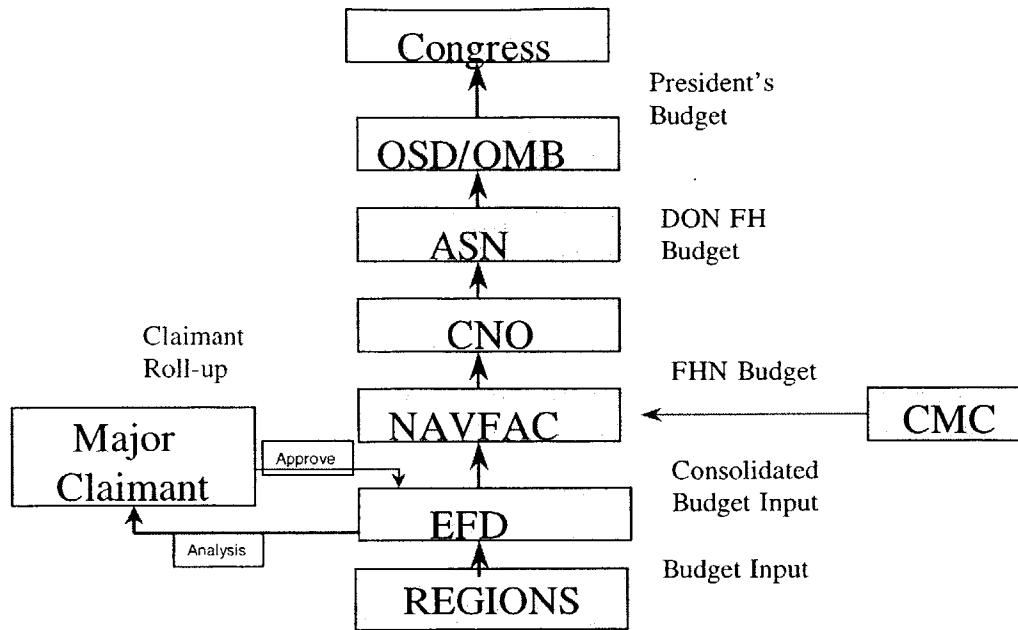 Congress
President's
Budget
OSD/OMB
DON FH
Budget
ASN
CNO
Claimant
Roll-up
FHN Budget
NAVFAC
CMC
Major
Claimant
Approve
Consolidated
Budget Input
EFD
Analysis
Budget Input
REGIONS